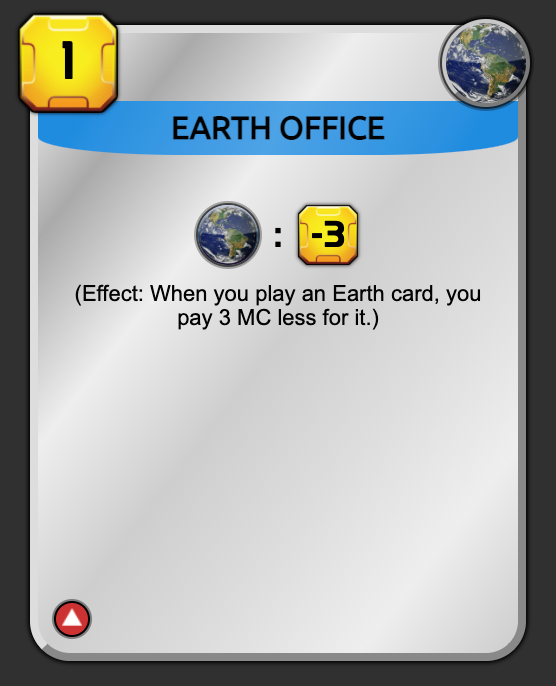 1
EARTH OFFICE
: -3
(Effect: When you play an Earth card, you
pay 3 MC less for it.)